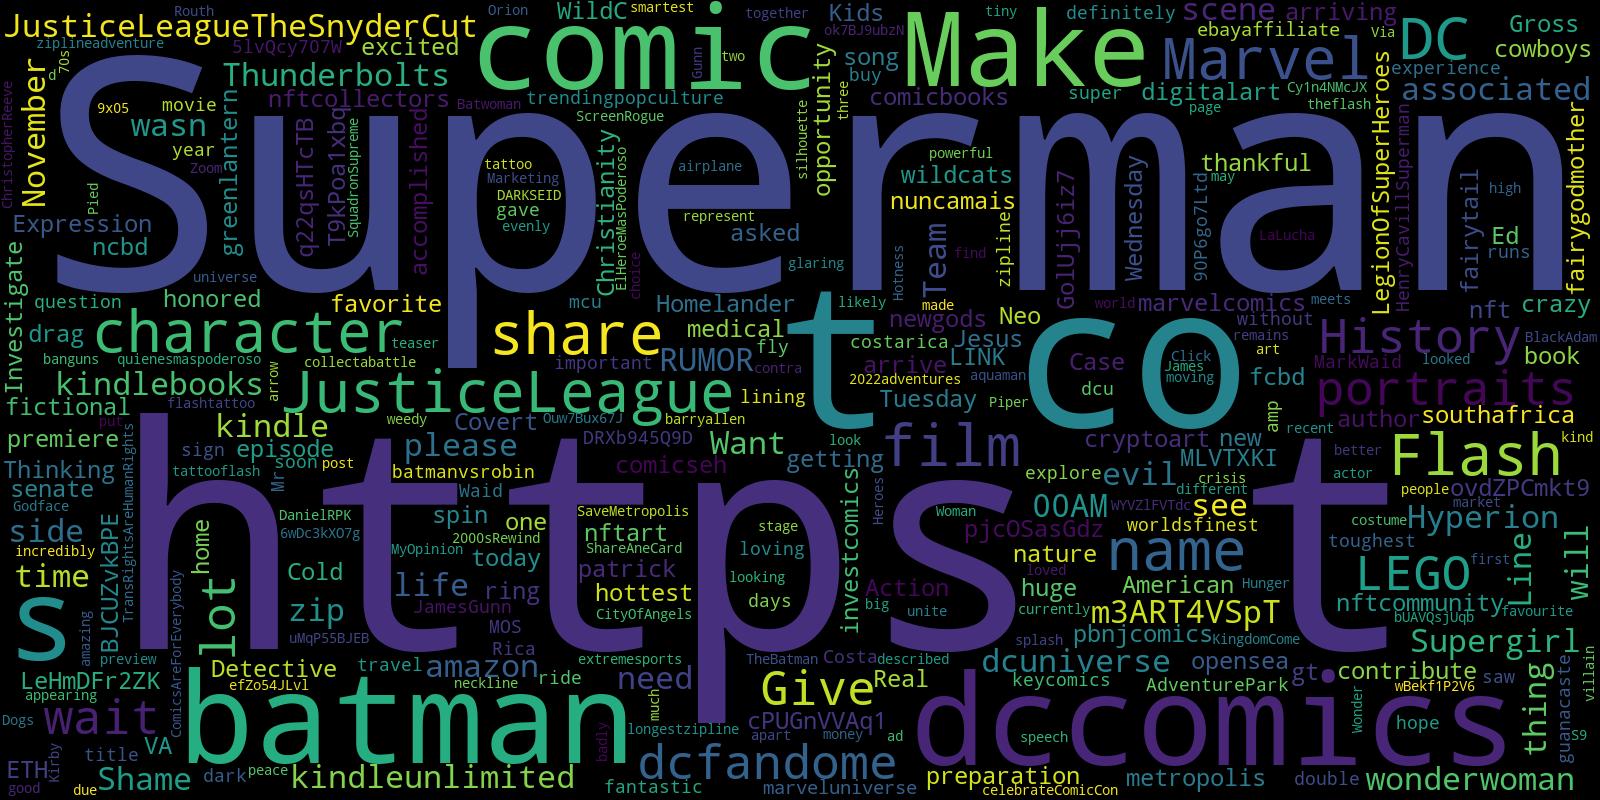 JusticeLeagueTheSnyderCut
Routh
Orion
WildC
smartest
together
Kids
tiny
definitely
scene
arriving
DC
Gross
ziplineadventure
5lvQcy707W
excited
comic
two
Gunn
ok7BJ9ubzN
song
buy
Make
Marvel
ebayaffiliate
Via
cowboys
70s
d
Thunderbolts
opportunity
three
super
digitalart
Cy1n4NMcJX
experience
associated
November
9x05
movie
nftcollectors
Batwoman
trendingpopculture
comicbooks
page
theflash
ChristopherReeve
Superman
wasn
year
Zoom
greenlantern
q22qsHTcTB
T9kPoa1xbq
SquadronSupreme
accomplished
ScreenRogue
Christianity
ElHeroeMasPoderoso
silhouette
tattoo
Marketing
DARKSEID
gave
evenly
airplane
represent
asked
choice
glaring
powerful
wildcats
nuncamais
Team
Hotness
find
zipline
GolUjj6iz7
Wednesday
90P6go7Ltd
thankful
may
LaLucha
LegionOfSuperHeroes
HenryCavillSuperman
high
fairytail
Ed
runs
fairygodmother
Pied
Expression
ncbd
universe
Investigate
question
honored
favorite
mcu
Homelander
likely
made
world
marvelcomics
meets
nft
crazy
drag
character
teaser
share
medical
fly
newgods
Neo
without
remains
History
BlackAdam
banguns
quienesmaspoderoso
collectabattle
important
RUMOR
contra
t
co
costarica
Jesus
arrive
LINK
Case
Click
James
moving
art
MarkWaid
looked
book
kindlebooks
arrow
JusticeLeague
lining
2022adventures
aquaman
dcu
fcbd
portraits
fictional
flashtattoo
weedy
Ouw7Bux67J
barryallen
Tuesday
Piper
amp
recent
author
southafrica
put
premiere
kindle
Covert
DRXb945Q9D
Want
look
film
cryptoart
new
better
Flash
kind
sign
episode
please
getting
Thinking
tattooflash
soon
post
Mr
batmanvsrobin
comicseh
explore
evil
MLVTXKI
crisis
different
actor
people
ovdZPCmkt9
market
senate
Godface
TransRightsAreHumanRights
https
t
Waid
investcomics
Heroes
Woman
00AM
WYVZlFVTdc
see
worldsfinest
costume
Hyperion
side
incredibly
BJCUZvkBPE
home
DanielRPK
6wDc3kXO7g
spin
one
2000sRewind
SaveMetropolis
nftart
ShareAneCard
stage
loving
pjcOSasGdz
nature
name
toughest
Line
will
time
lot
Cold
MyOpinion
today
patrick
looking
days
Action
loved
huge
American
Hunger
LEGO
first
s
zip
life
ring
hottest
CityOfAngels
big
unite
currently
m3ART4VSpT
nftcommunity
favourite
amazing
ComicsAreForEverybody
uMqP55BJEB
JamesGunn
MOS
Rica
splash
pbnjcomics
KingdomCome
bUAVQsjUqb
Supergirl
preview
Detective
travel
amazon
extremesports
TheBatman
Costa
described
dcuniverse
opensea
gt
contribute
saw
villain
LeHmDFr2ZK
appearing
efZo54JLvl
neckline
ride
need
much
Give
Real
keycomics
AdventurePark
wBekf1P2V6
thing
guanacaste
Dogs
wait
batman
badly
longestzipline
cPUGnVVAq1
apart
money
ad
dccomics
speech
Wonder
hope
S9
Kirby
title
VA
ETH
good
due
Shame
dark
peace
kindleunlimited
fantastic
dcfandome
marveluniverse
preparation
celebrateComicCon
metropolis
double
wonderwoman